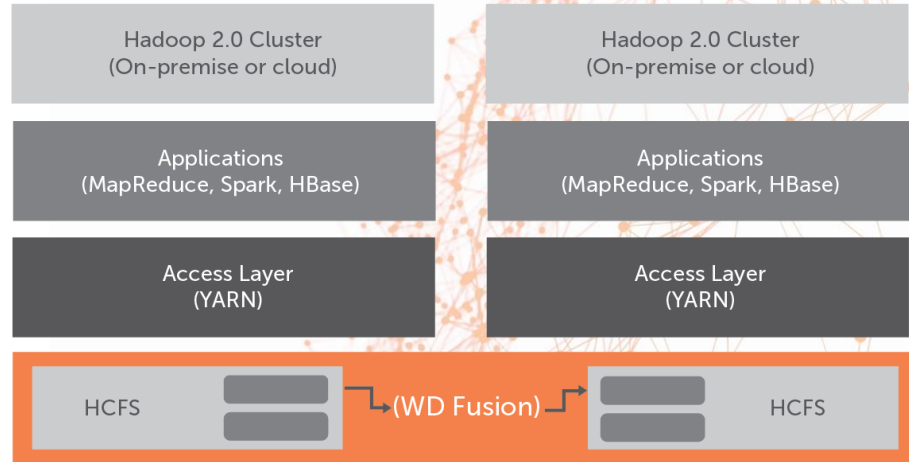 Hadoop 2.0 Cluster
(On-premise or cloud)
Hadoop 2.0 Cluster
(On-premise or cloud)
Applications
(MapReduce, Spark, HBase)
Applications
(MapReduce, Spark, HBase)
Access Layer
(YARN)
Access Layer
(YARN)
HCFS
(WD Fusion)
HCFS